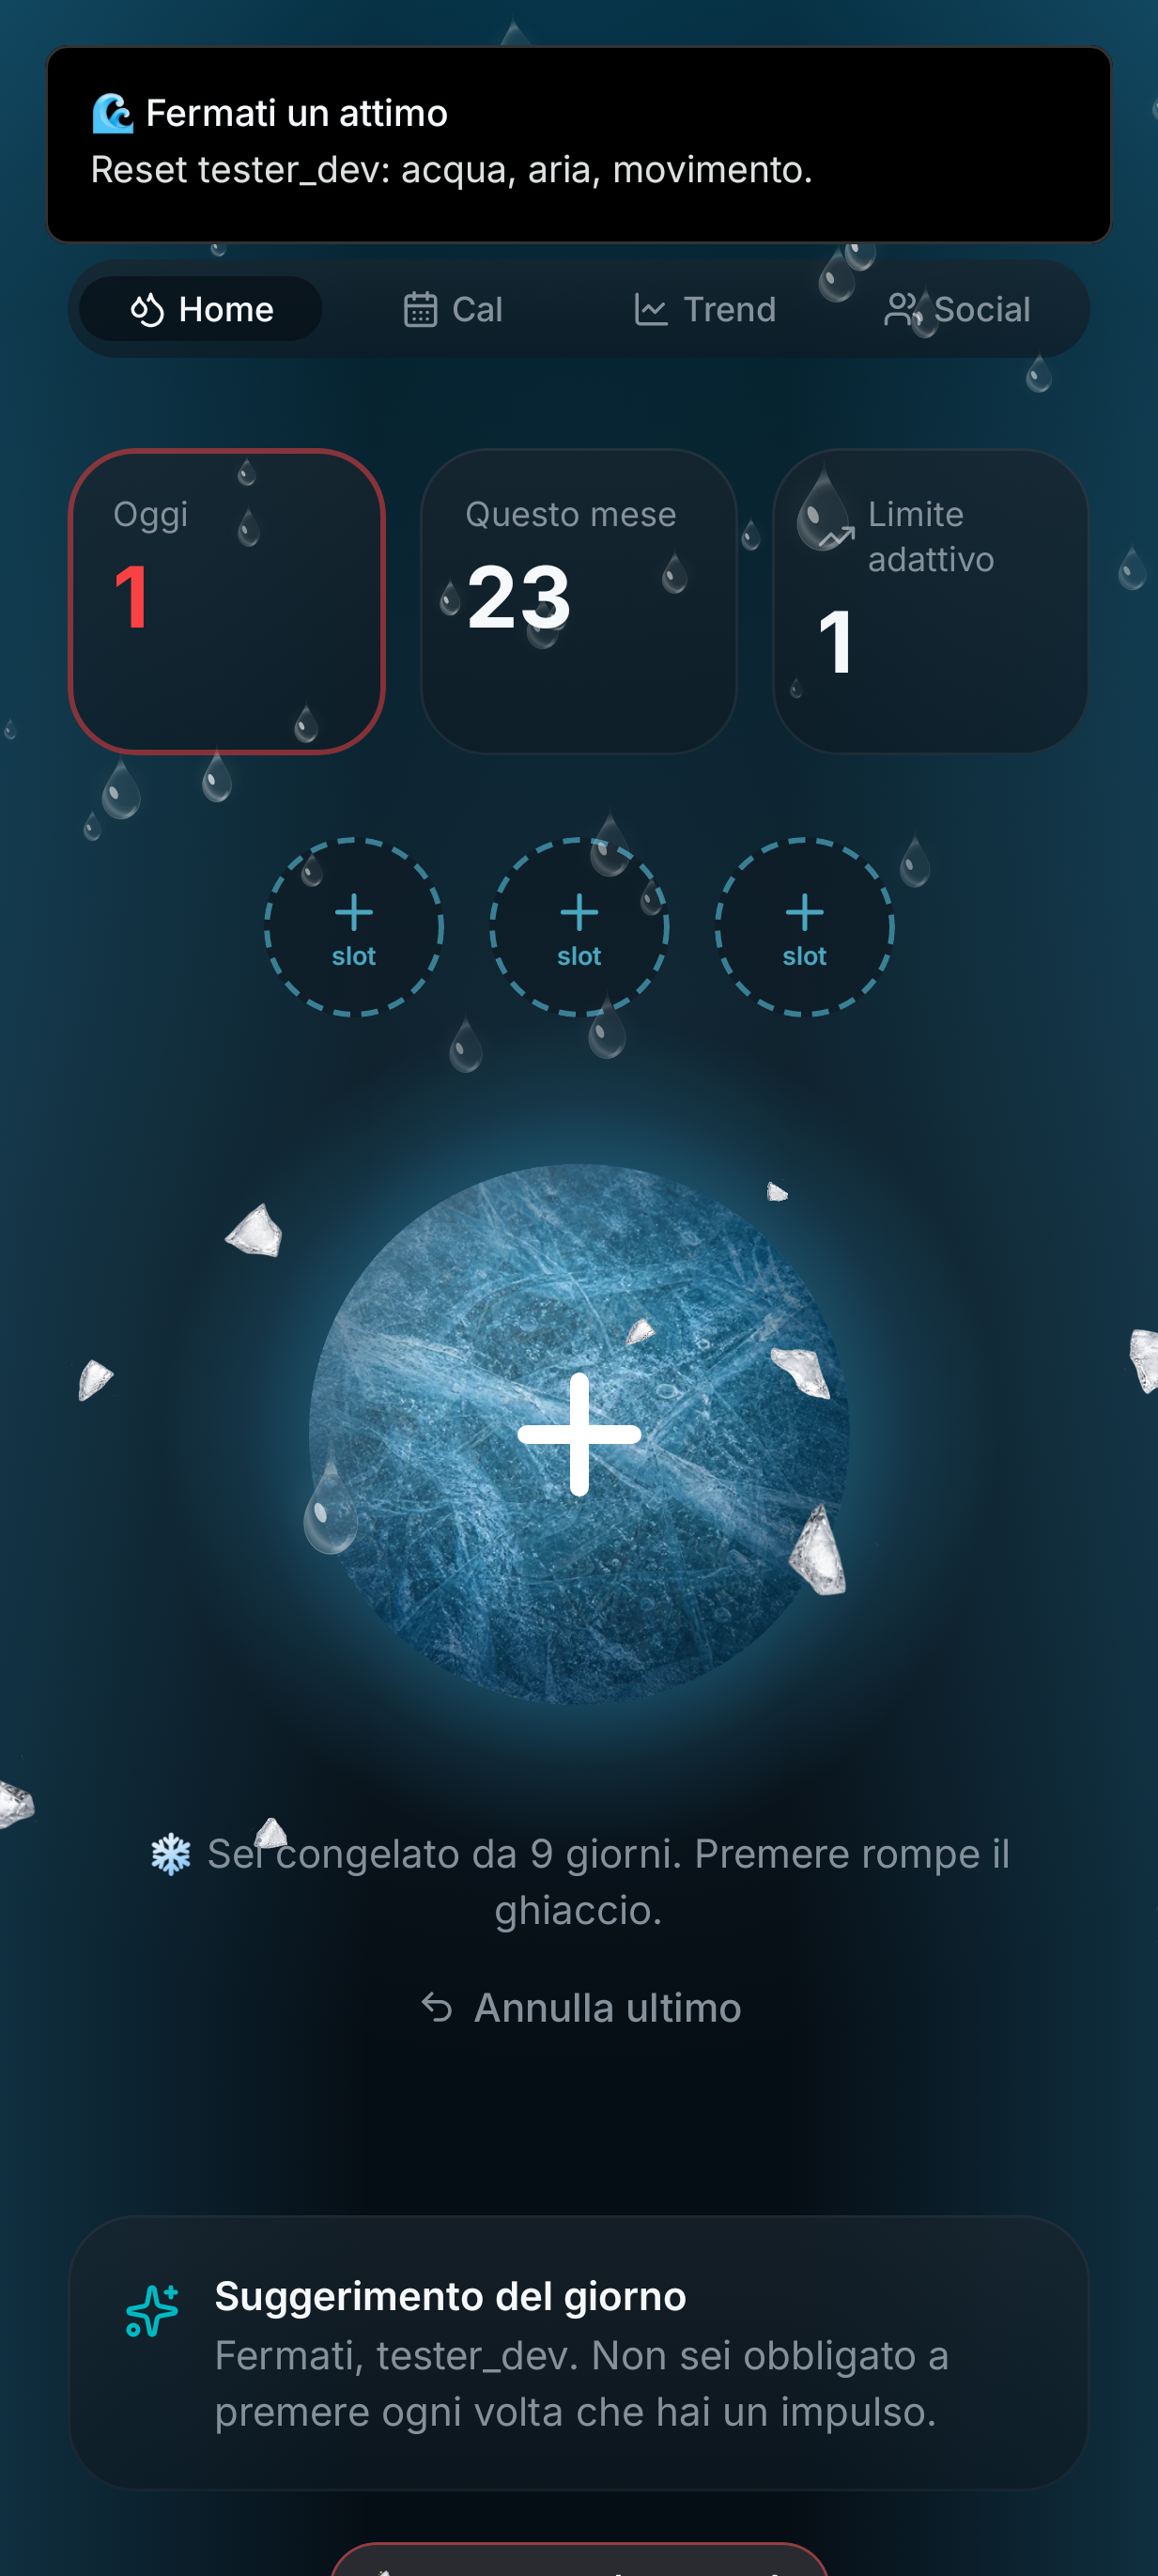 🌊 Fermati un attimo
Reset tester_dev: acqua, aria, movimento.
Home
Cal
Trend
Social
Oggi
1
Questo mese
23
Limite
adattivo
1
slot
slot
slot
❄️ Sei congelato da 9 giorni. Premere rompe il
ghiaccio.
Annulla ultimo
Suggerimento del giorno
Fermati, tester_dev. Non sei obbligato a
premere ogni volta che hai un impulso.